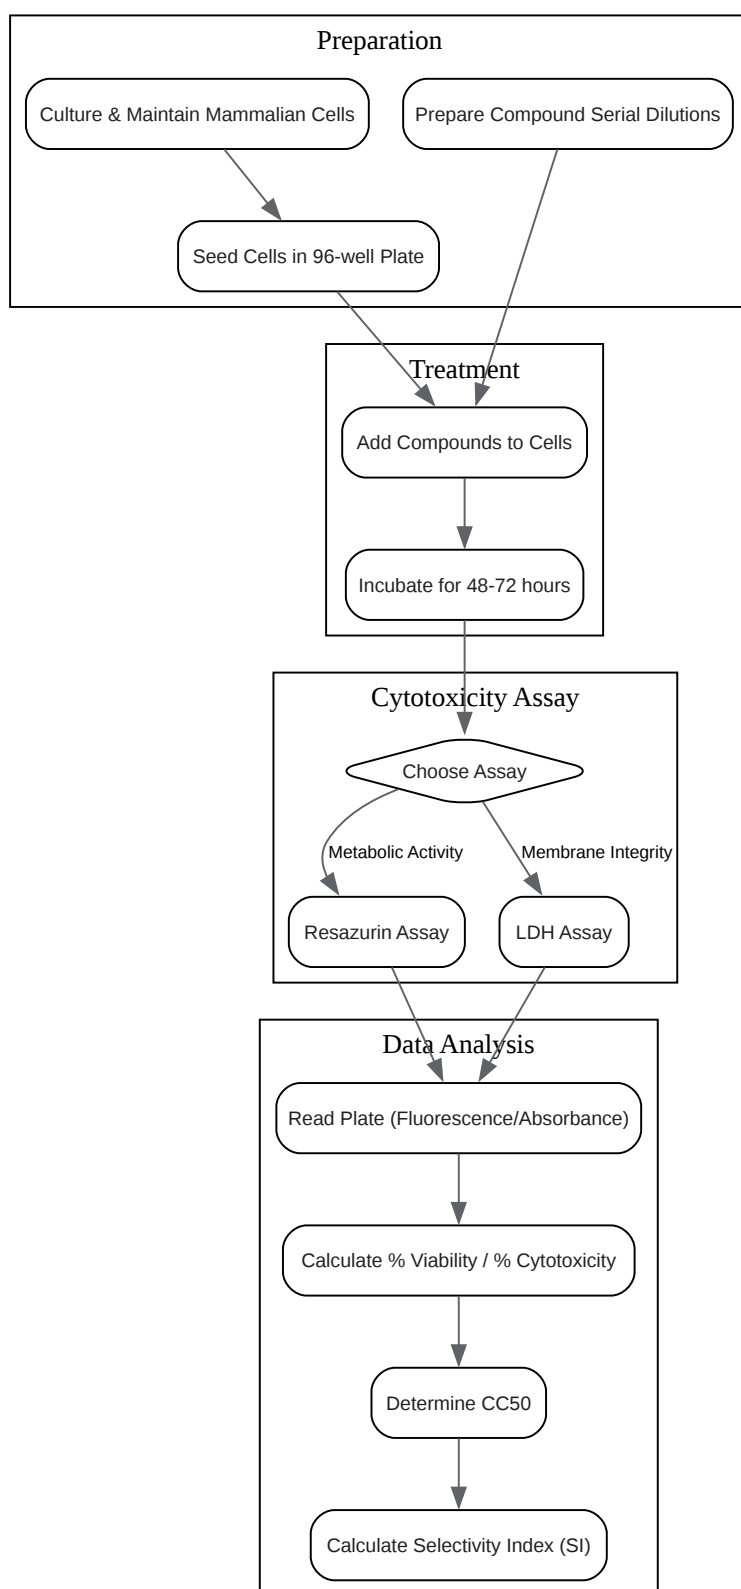 Preparation
Culture & Maintain Mammalian Cells
Prepare Compound Serial Dilutions
Seed Cells in 96-well Plate
Treatment
Add Compounds to Cells
Incubate for 48-72 hours
Cytotoxicity Assay
Choose Assay
Metabolic Activity
Membrane Integrity
Resazurin Assay
LDH Assay
Data Analysis
Read Plate (Fluorescence/Absorbance)
Calculate % Viability / % Cytotoxicity
Determine CC50
Calculate Selectivity Index (SI)